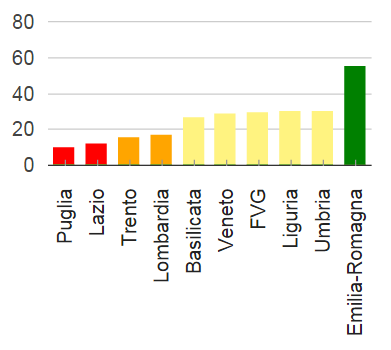 80
60
40
20
0
Puglia
Lazio
Trento
Lombardia
Basilicata
Veneto
FVG
Liguria
Umbria
Emilia-Romagna